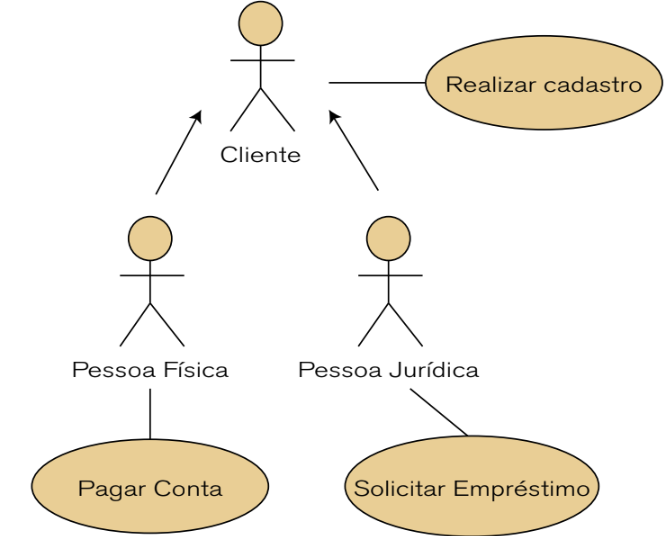 Realizar cadastro
Cliente
Pessoa Física
Pessoa Jurídica
Pagar Conta
Solicitar Empréstimo